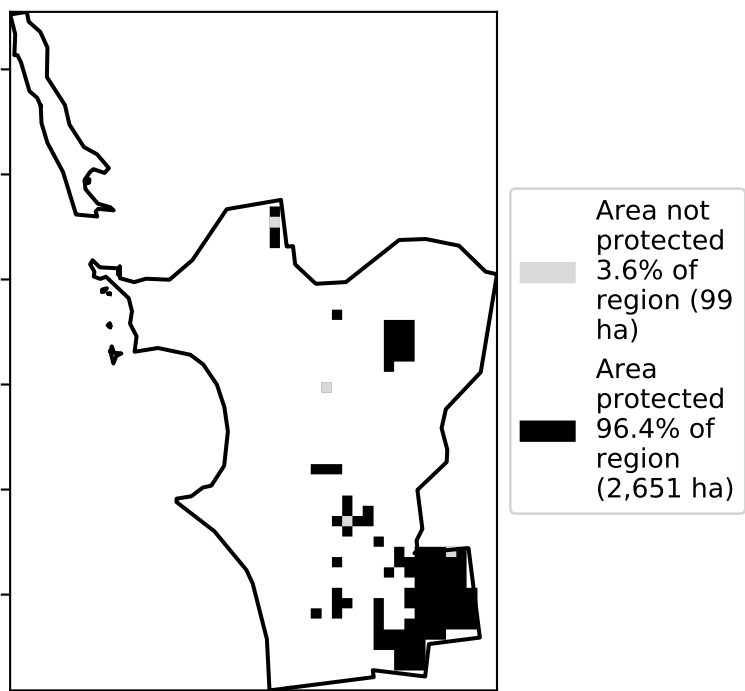 Area not
protected
3.6% of
region (99
ha)
Area
protected
96.4% of
region
(2,651 ha)